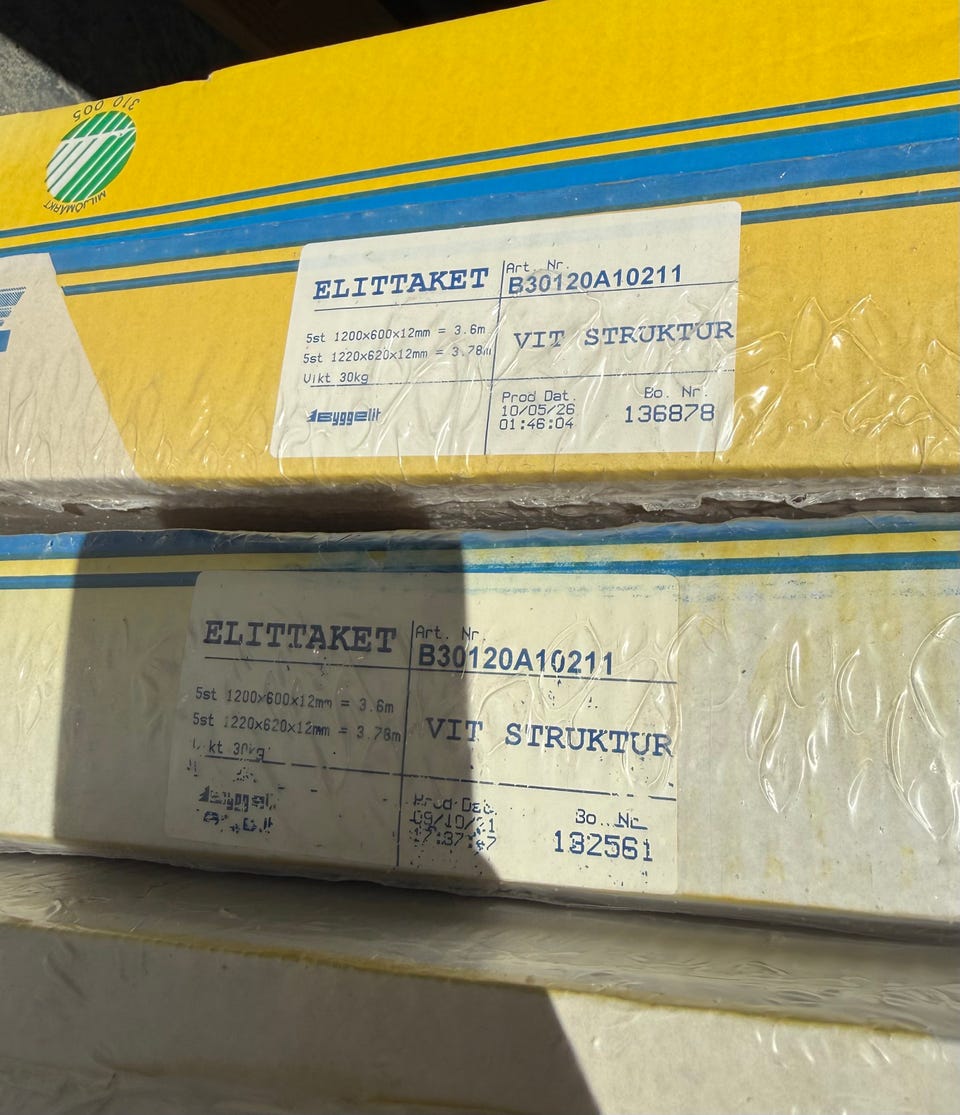 310 005
MILJÖMÄRKT
ELITTAKET
Art. Nr.
B30120A10211
5st 1200x600x12mm = 3.6m
5st 1220x620x12mm = 3.78m
VIT STRUKTUR
Vikt 30kg
Byggelit
Prod Dat.
10/05/26
01:46:04
Bo. Nr.
136878
ELITTAKET
Art. Nr.
B30120A10211
5st 1200x600x12mm = 3.6m
5st 1220x620x12mm = 3.78m
VIT STRUKTUR
30kg
Bo. Nr